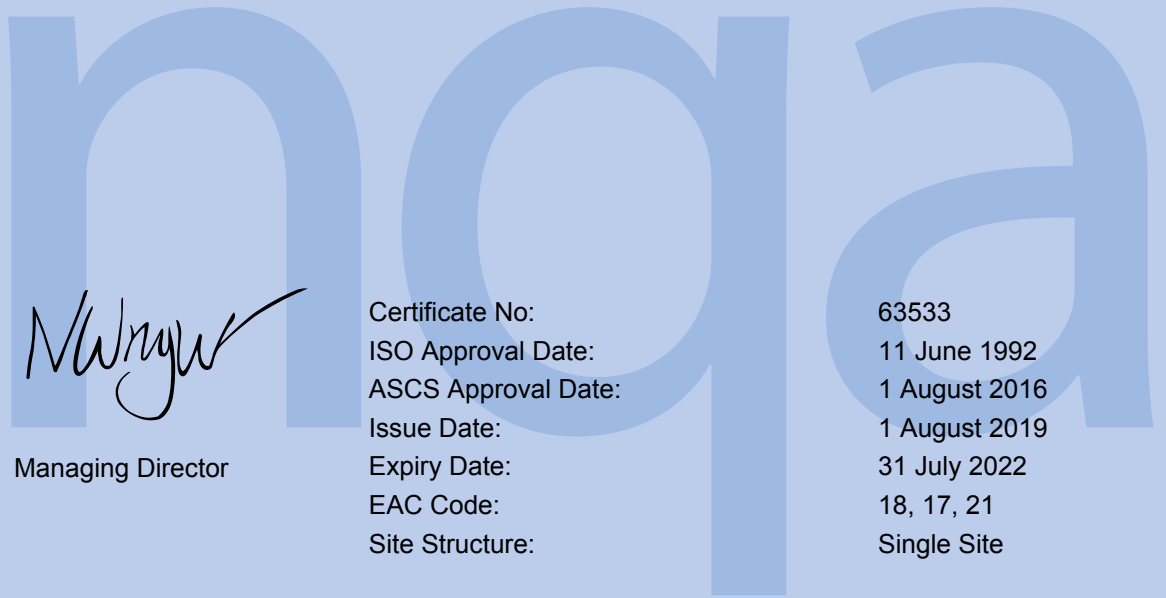 nqa
Certificate No: 63533
ISO Approval Date: 11 June 1992
ASCS Approval Date: 1 August 2016
Issue Date: 1 August 2019
Managing Director
Expiry Date: 31 July 2022
EAC Code: 18, 17, 21
Site Structure: Single Site